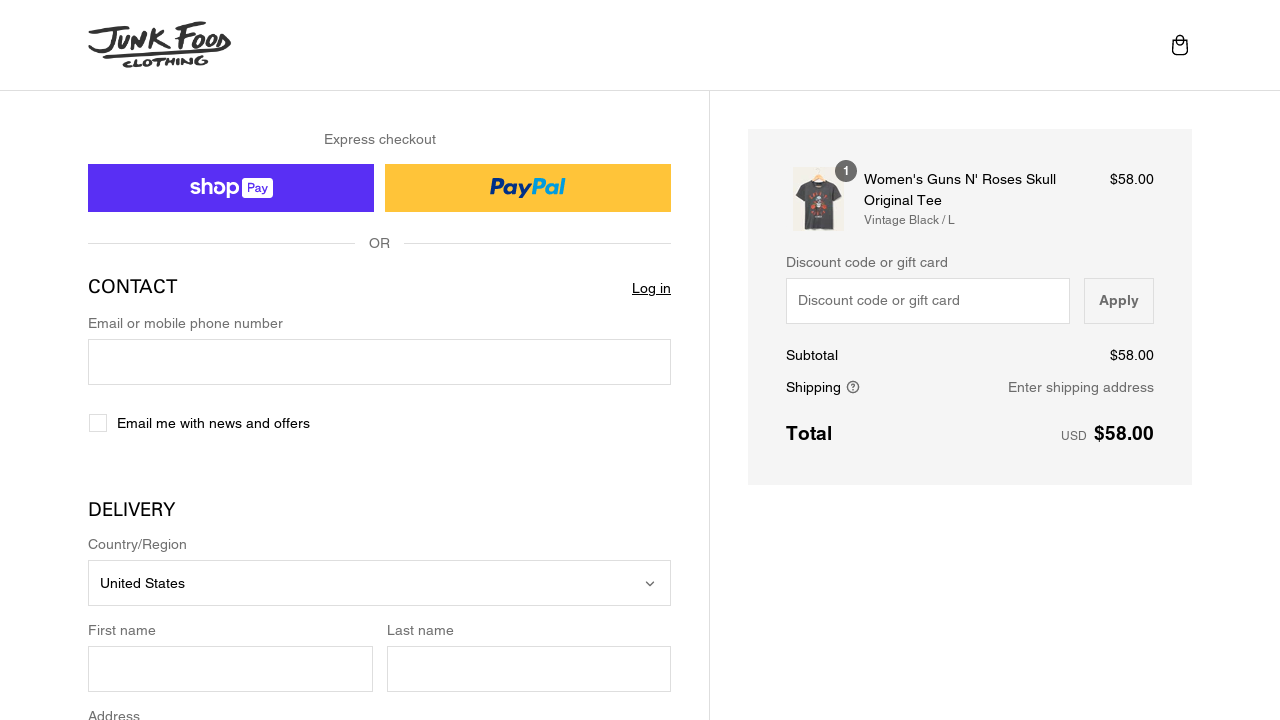 JUNK FOOD
CLOTHING
Express checkout
shop Pay
PayPal
OR
CONTACT
Log in
Email or mobile phone number
Email me with news and offers
DELIVERY
Country/Region
United States
First name
Last name
Address
1
Women's Guns N' Roses Skull
Original Tee
Vintage Black / L
$58.00
Discount code or gift card
Discount code or gift card
Apply
Subtotal
$58.00
Shipping
Enter shipping address
Total
USD $58.00